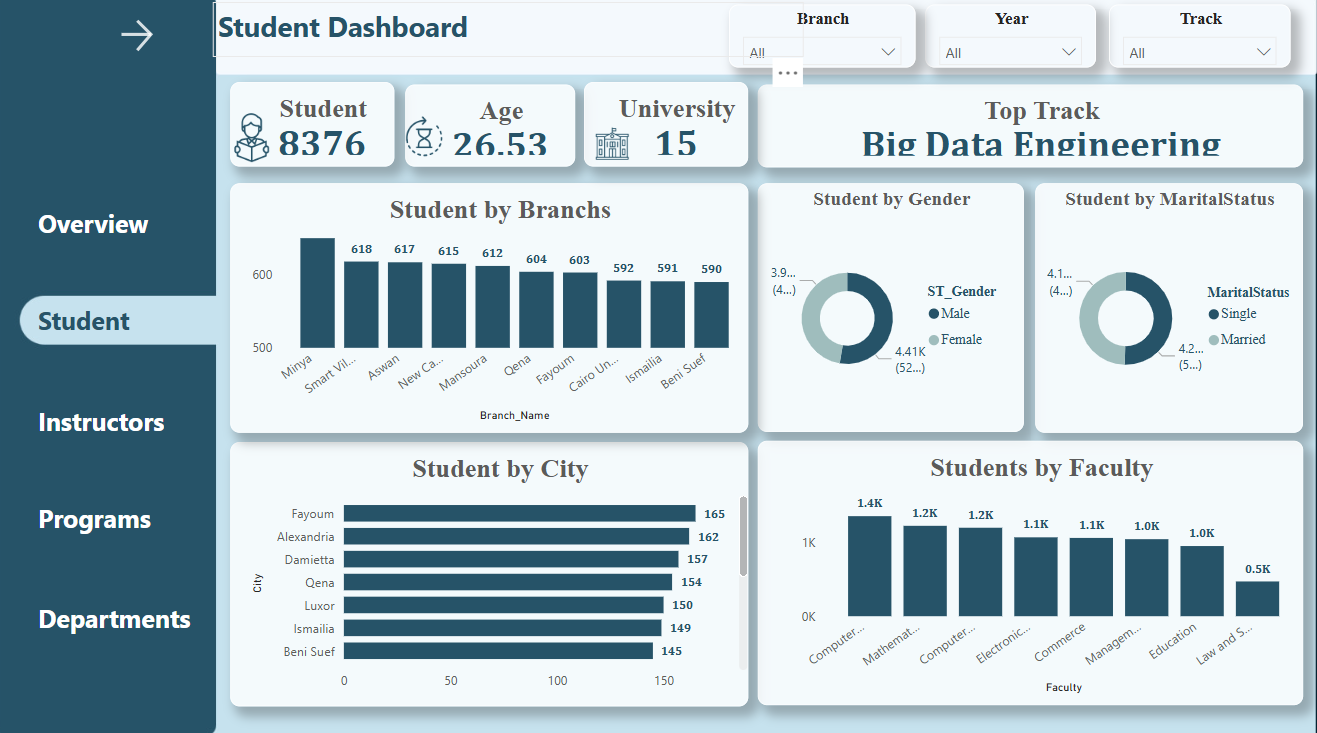 Student Dashboard
Branch
All
Year
All
Track
All
Student
8376
Age
26.53
University
15
Top Track
Big Data Engineering
Overview
Student
Instructors
Programs
Departments
Student by Branchs
600
500
618
617
615
612
604
603
592
591
590
Minya
Smart Vil...
Aswan
New Ca...
Mansoura
Qena
Fayoum
Cairo Un...
Ismailia
Beni Suef
Branch_Name
Student by Gender
3.9...
(4...)
4.41K
(52...)
ST_Gender
Male
Female
Student by MaritalStatus
4.1...
(4...)
4.2...
(5...)
MaritalStatus
Single
Married
Student by City
City
Fayoum 165
Alexandria 162
Damietta 157
Qena 154
Luxor 150
Ismailia 149
Beni Suef 145
0 50 100 150
Students by Faculty
1K
0K
1.4K
1.2K
1.2K
1.1K
1.1K
1.0K
1.0K
0.5K
Computer...
Mathemat...
Computer...
Electronic...
Commerce
Managem...
Education
Law and S...
Faculty